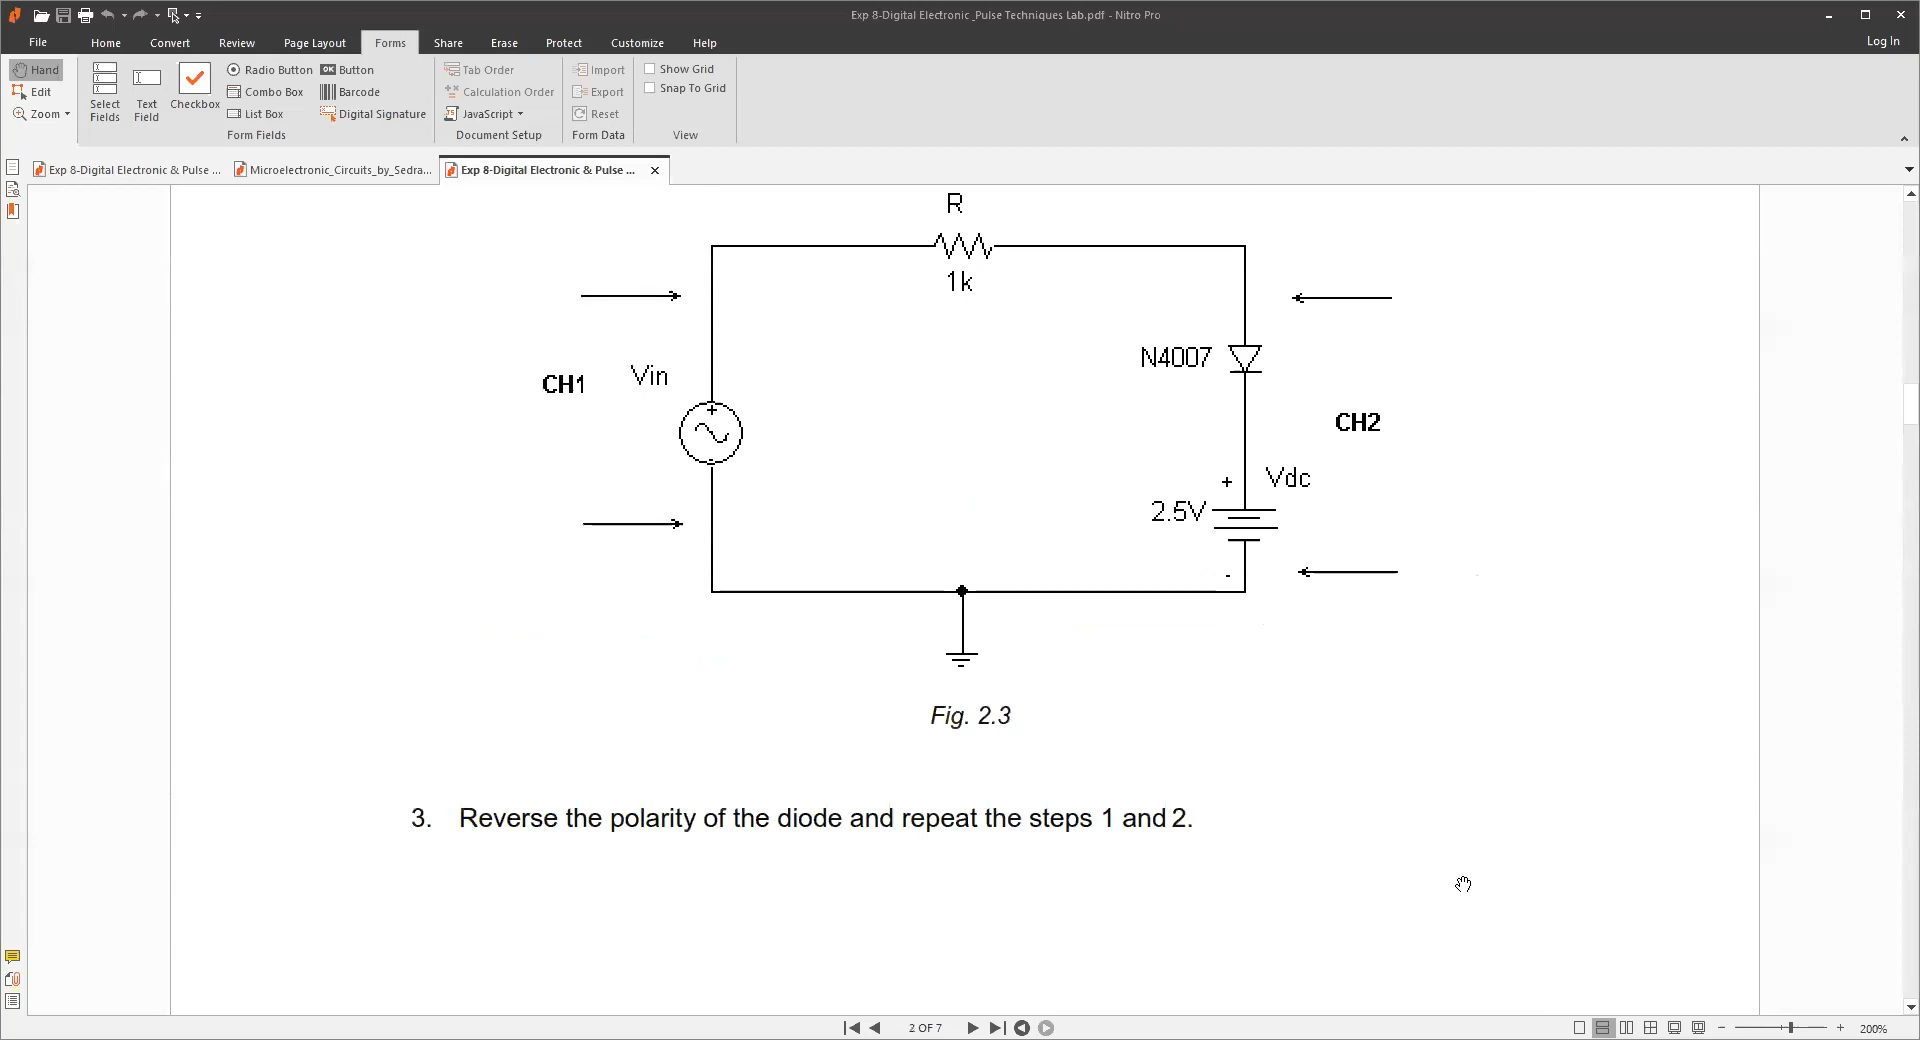 Exp 8-Digital Electronic _Pulse Techniques Lab.pdf - Nitro Pro
File Home Convert Review Page Layout Forms Share Erase Protect Customize Help Log In
Hand
Edit
Zoom
Select Fields
Text Field
Checkbox
Radio Button
Combo Box
List Box
OK Button
Barcode
Digital Signature
Form Fields
Tab Order
Calculation Order
JS JavaScript
Document Setup
Import
Export
Reset
Form Data
Show Grid
Snap To Grid
View
Exp 8-Digital Electronic & Pulse ...
Microelectronic_Circuits_by_Sedra...
Exp 8-Digital Electronic & Pulse ...
R
1k
CH1
Vin
+
-
N4007
CH2
+ Vdc
2.5V
-
Fig. 2.3
3. Reverse the polarity of the diode and repeat the steps 1 and 2.
2 OF 7
200%